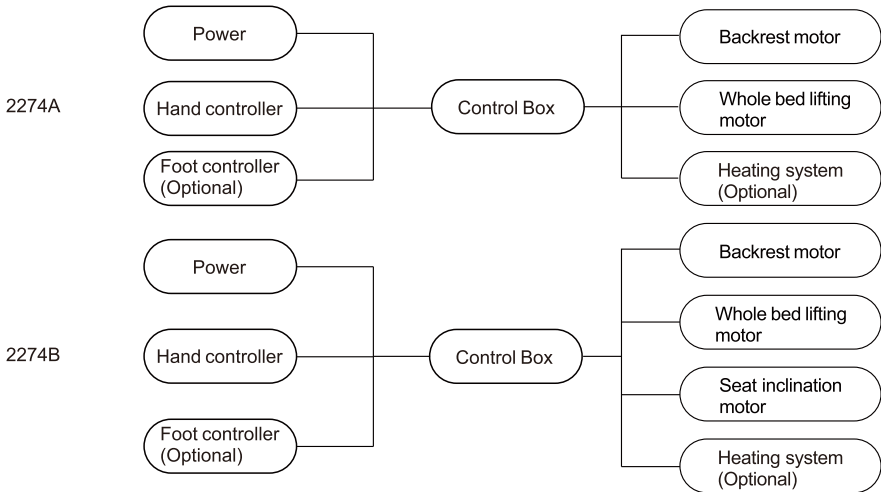 2274A
Power
Hand controller
Foot controller
(Optional)
Control Box
Backrest motor
Whole bed lifting
motor
Heating system
(Optional)
2274B
Power
Hand controller
Foot controller
(Optional)
Control Box
Backrest motor
Whole bed lifting
motor
Seat inclination
motor
Heating system
(Optional)